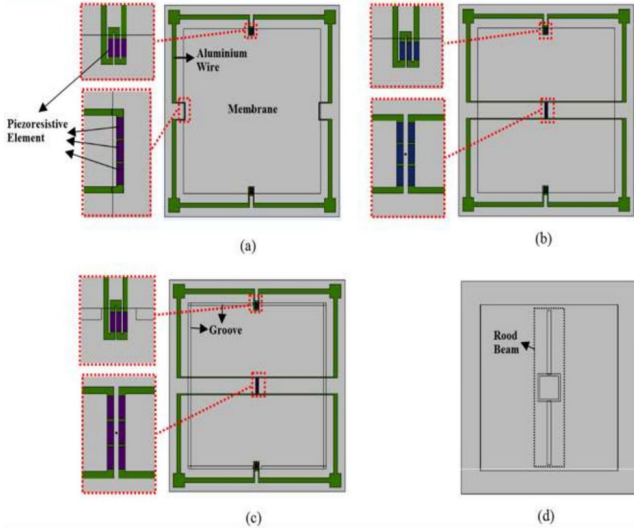 Aluminium
Wire
Piezoresistive
Element
Membrane
(a)
(b)
Groove
(c)
Rood
Beam
(d)